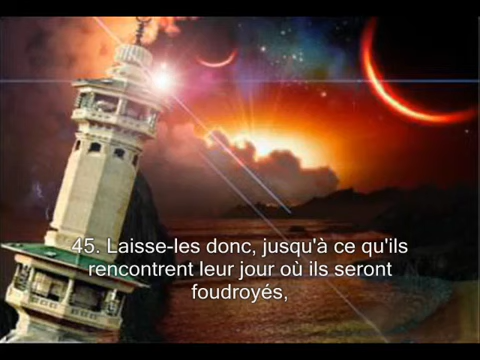 45. Laisse-les donc, jusqu'à ce qu'ils
rencontrent leur jour où ils seront
foudroyés,